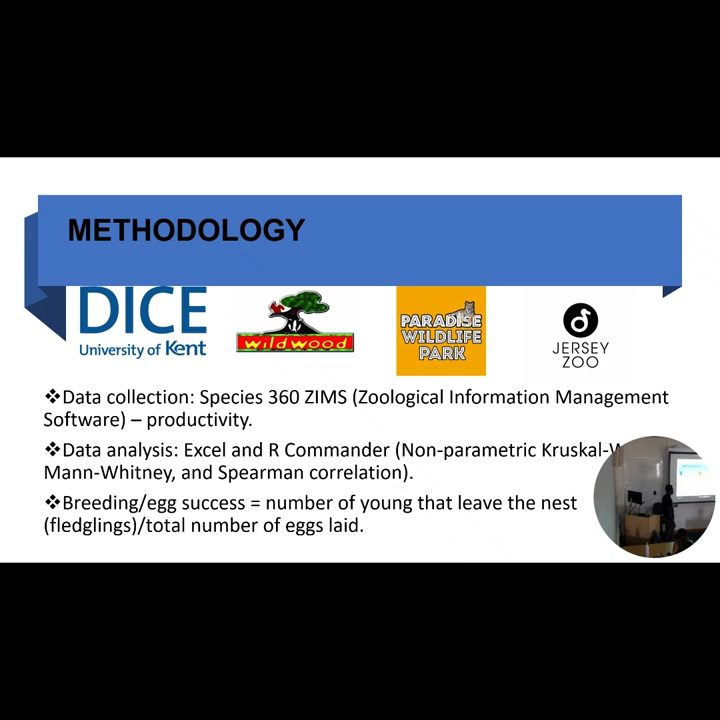 METHODOLOGY
DICE
University of Kent
wildwood
PARADISE
WILDLIFE
PARK
JERSEY
ZOO
❖Data collection: Species 360 ZIMS (Zoological Information Management
Software) – productivity.
❖Data analysis: Excel and R Commander (Non-parametric Kruskal-W
Mann-Whitney, and Spearman correlation).
❖Breeding/egg success = number of young that leave the nest
(fledglings)/total number of eggs laid.